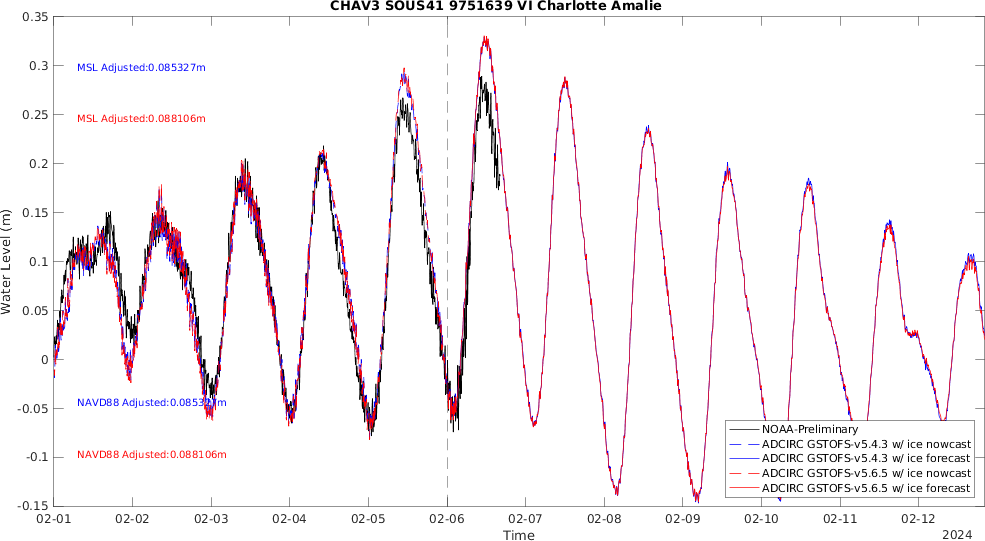 CHAV3 SOUS41 9751639 VI Charlotte Amalie
0.35
0.3
0.25
0.2
0.15
0.1
0.05
0
-0.05
-0.1
-0.15
Water Level (m)
MSL Adjusted:0.085327m
MSL Adjusted:0.088106m
NAVD88 Adjusted:0.085327m
NAVD88 Adjusted:0.088106m
NOAA-Preliminary
ADCIRC GSTOFS-v5.4.3 w/ ice nowcast
ADCIRC GSTOFS-v5.4.3 w/ ice forecast
ADCIRC GSTOFS-v5.6.5 w/ ice nowcast
ADCIRC GSTOFS-v5.6.5 w/ ice forecast
02-01 02-02 02-03 02-04 02-05 02-06 02-07 02-08 02-09 02-10 02-11 02-12
Time
2024